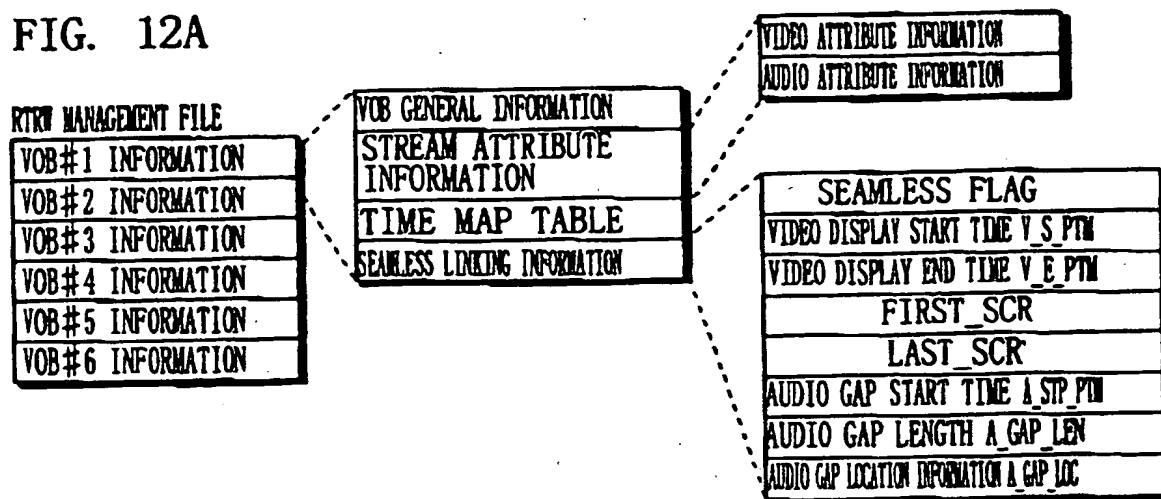 FIG. 12A
RTRW MANAGEMENT FILE
VOB#1 INFORMATION
VOB#2 INFORMATION
VOB#3 INFORMATION
VOB#4 INFORMATION
VOB#5 INFORMATION
VOB#6 INFORMATION
VOB GENERAL INFORMATION
STREAM ATTRIBUTE
INFORMATION
TIME MAP TABLE
SEAMLESS LINKING INFORMATION
VIDEO ATTRIBUTE INFORMATION
AUDIO ATTRIBUTE INFORMATION
SEAMLESS FLAG
VIDEO DISPLAY START TIME V_S_PTM
VIDEO DISPLAY END TIME V_E_PTM
FIRST_SCR
LAST_SCR
AUDIO GAP START TIME A_STP_PTM
AUDIO GAP LENGTH A_GAP_LEN
AUDIO GAP LOCATION INFORMATION A_GAP_LOC